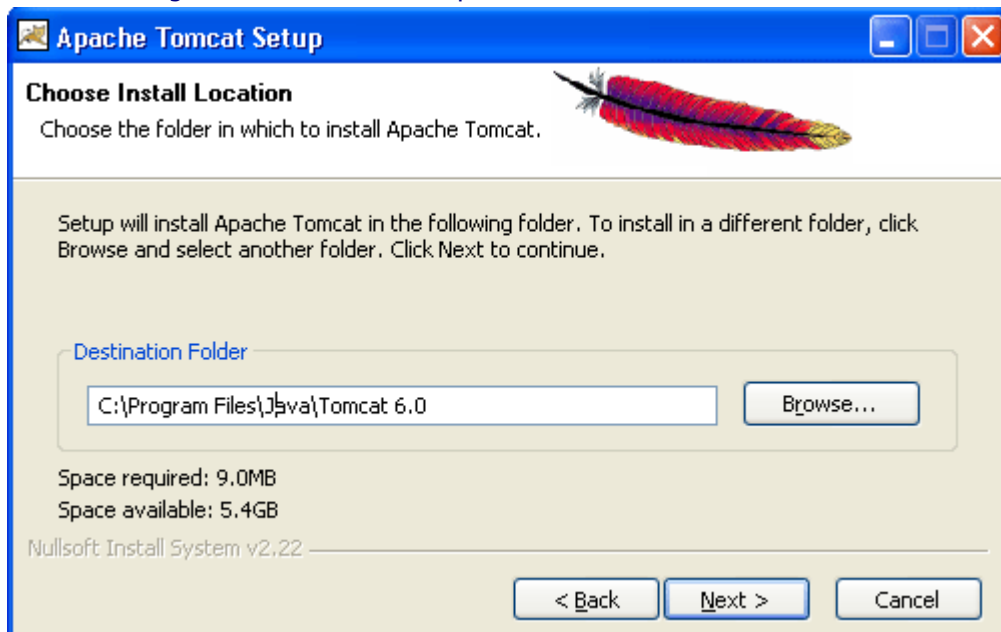 Apache Tomcat Setup
Choose Install Location
Choose the folder in which to install Apache Tomcat.
Setup will install Apache Tomcat in the following folder. To install in a different folder, click
Browse and select another folder. Click Next to continue.
Destination Folder
C:\Program Files\Java\Tomcat 6.0
Browse...
Space required: 9.0MB
Space available: 5.4GB
Nullsoft Install System v2.22
< Back
Next >
Cancel